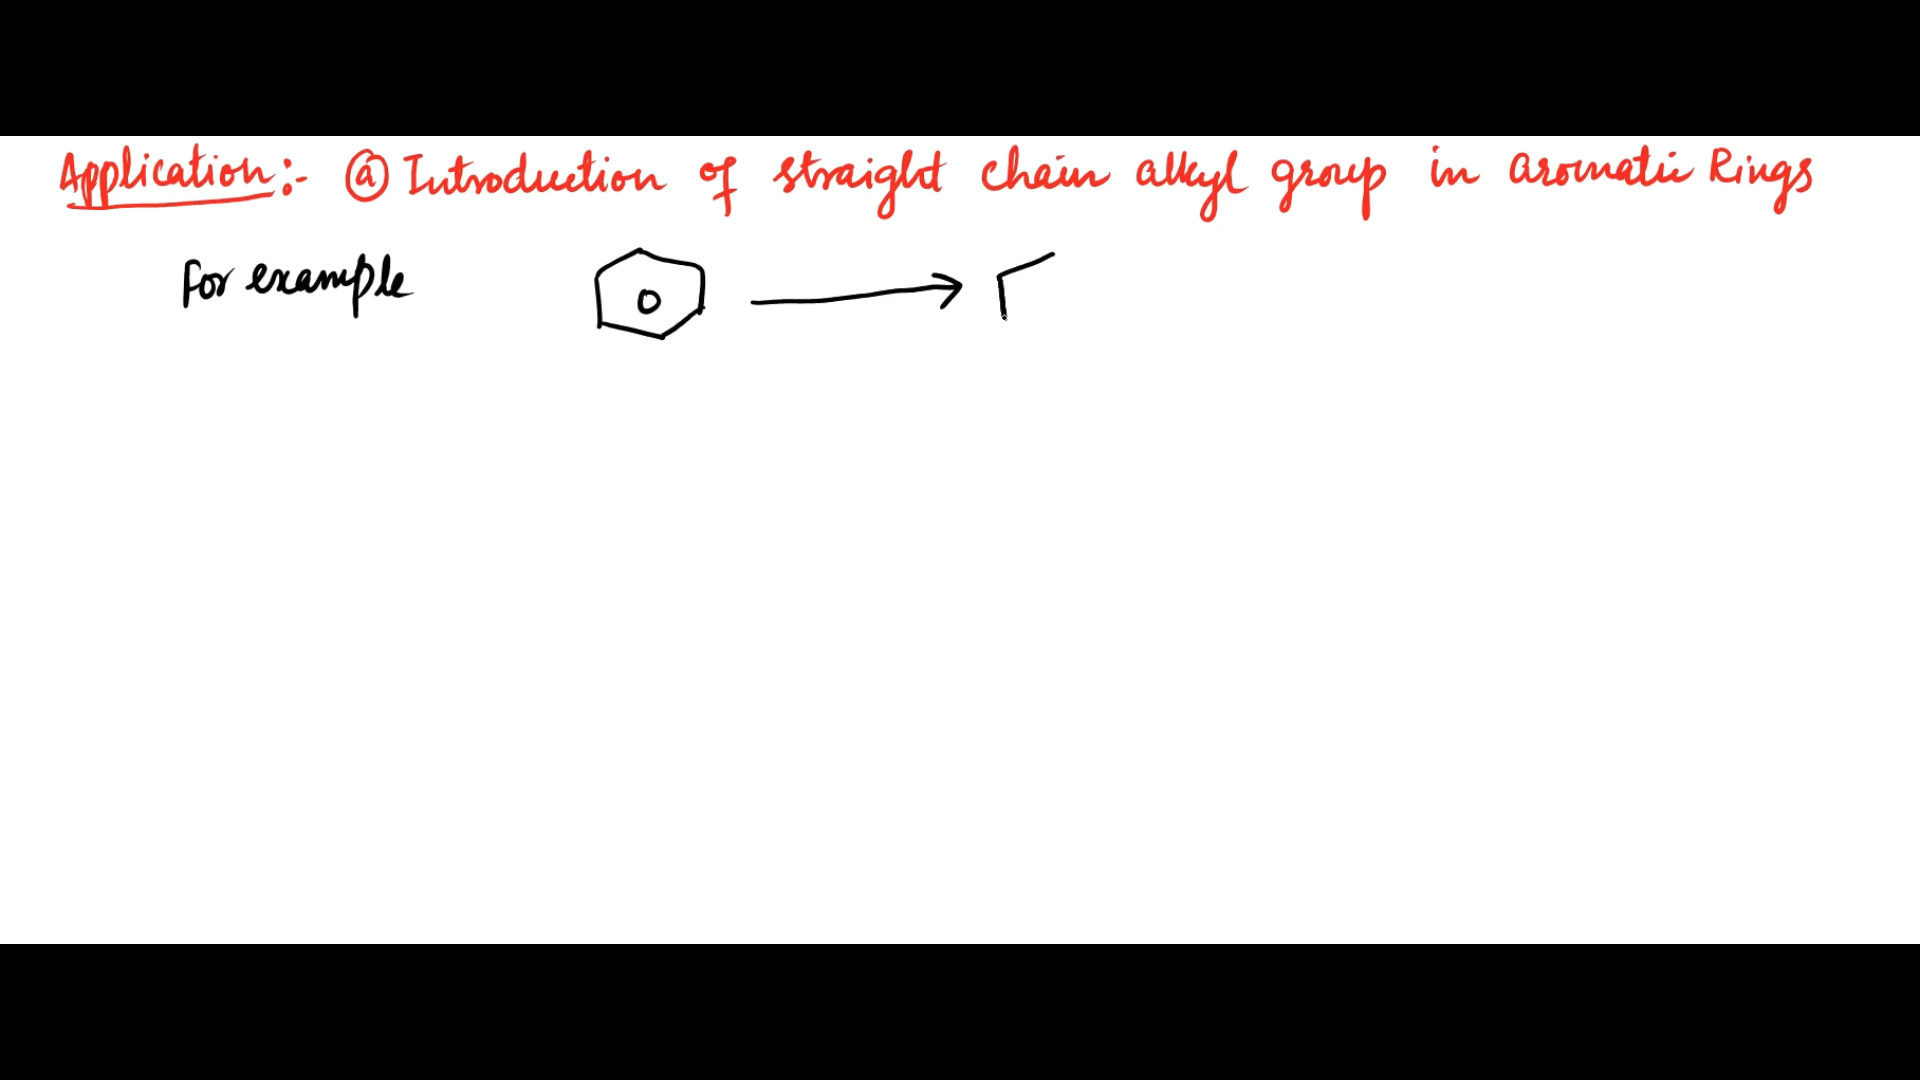 Application:- ⓐ Introduction of straight chain alkyl group in aromatic Rings
For example